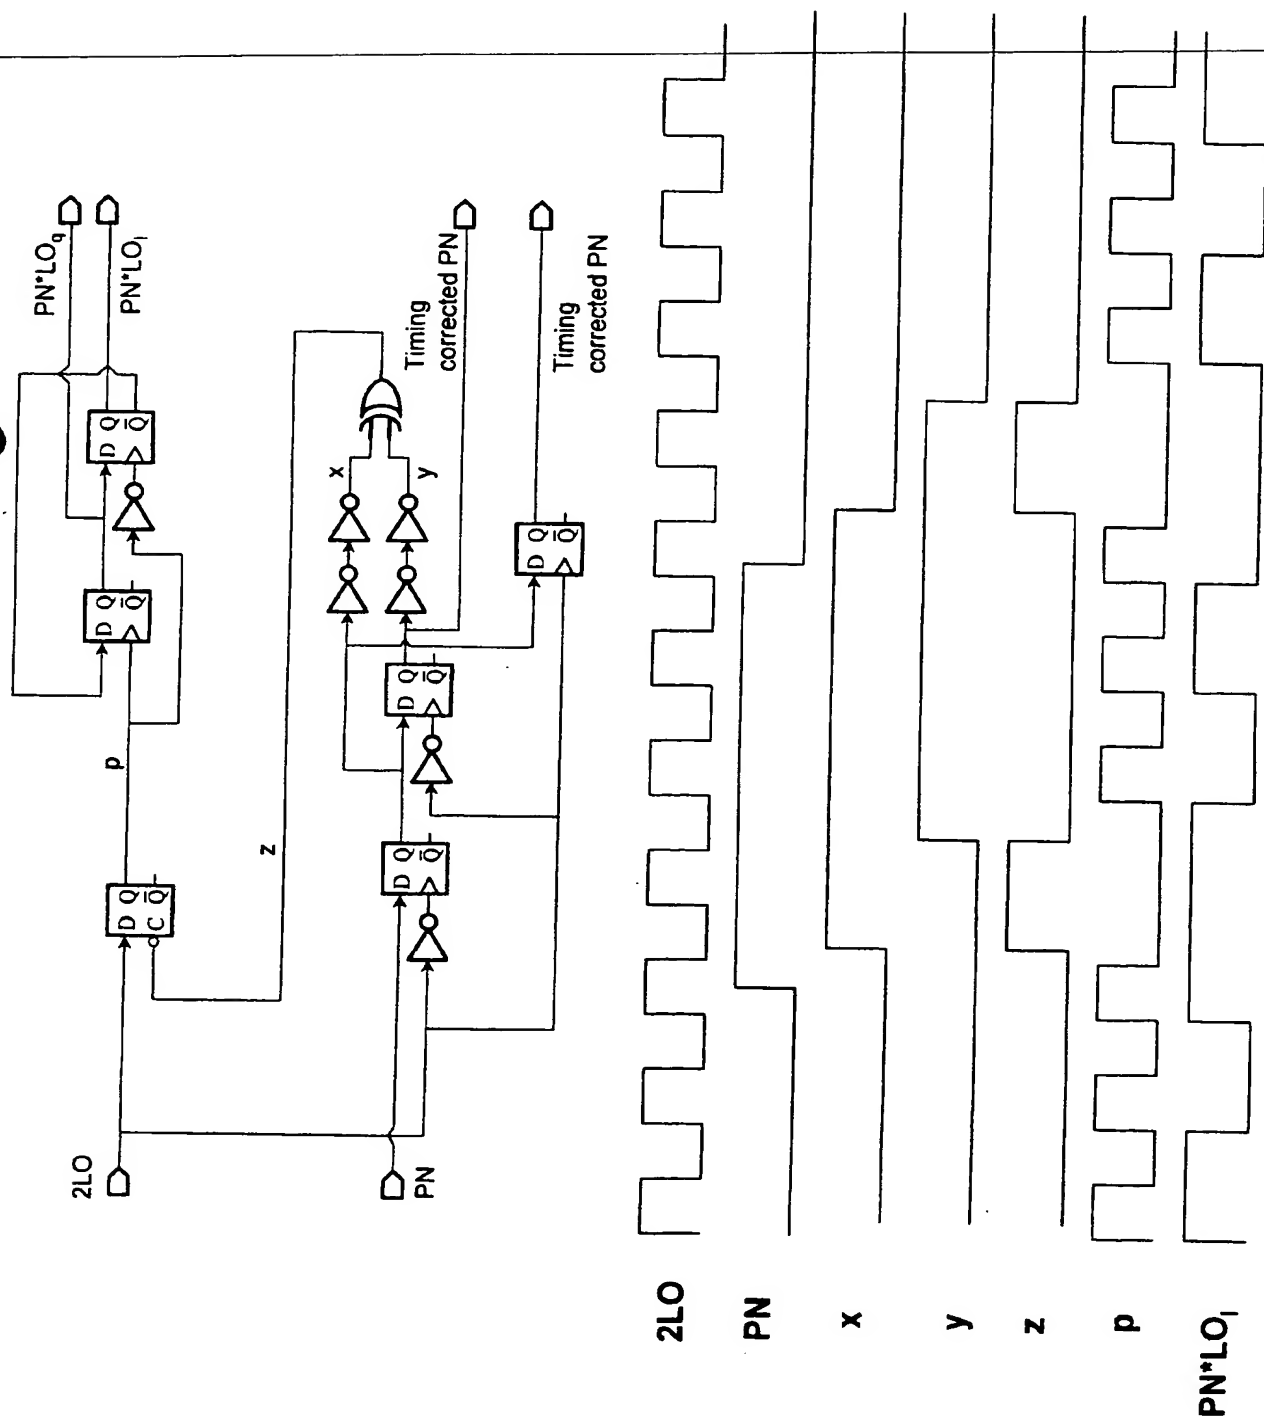 PN*LOq
D Q
Q̅
D Q
Q̅
PN*LOI
2LO
p
D Q
C Q̅
z
x
y
Timing
corrected PN
PN
D Q
Q̅
D Q
Q̅
D Q
Q̅
Timing
corrected PN
2LO
PN
x
y
z
p
PN*LOI